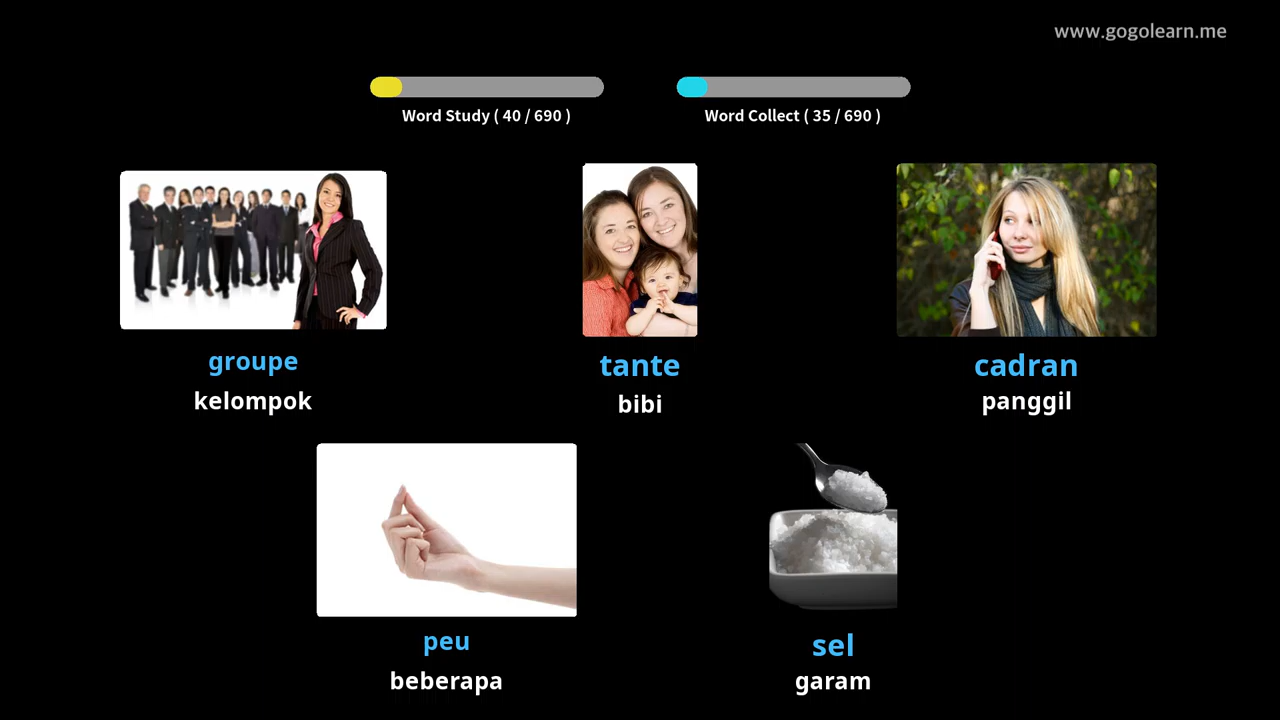 www.gogolearn.me
Word Study ( 40 / 690 )
Word Collect ( 35 / 690 )
groupe
kelompok
tante
bibi
cadran
panggil
peu
beberapa
sel
garam